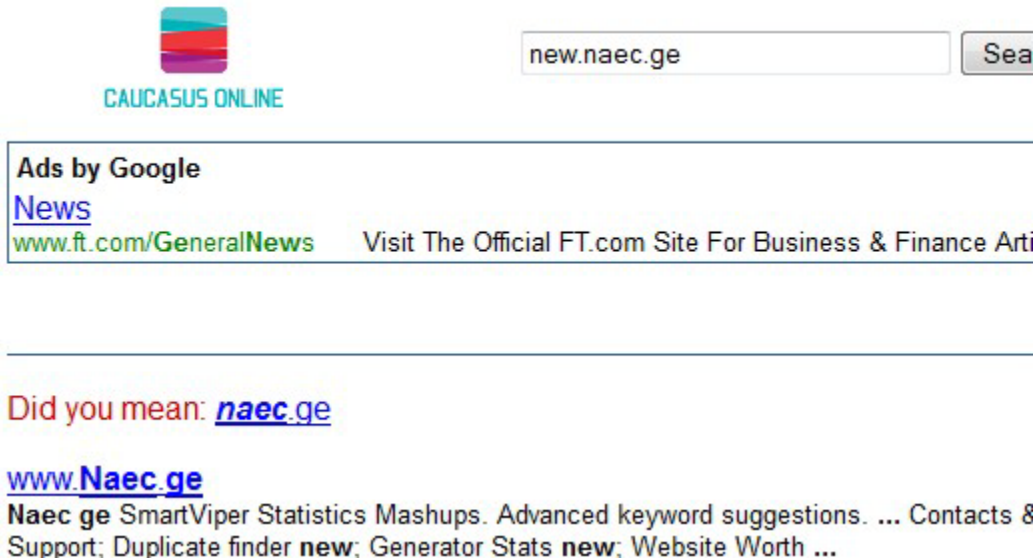 CAUCASUS ONLINE
new.naec.ge
Ads by Google
News
www.ft.com/GeneralNews Visit The Official FT.com Site For Business & Finance
Did you mean: naec.ge
www.Naec.ge
Naec ge SmartViper Statistics Mashups. Advanced keyword suggestions. ... Contacts &
Support; Duplicate finder new; Generator Stats new; Website Worth ...